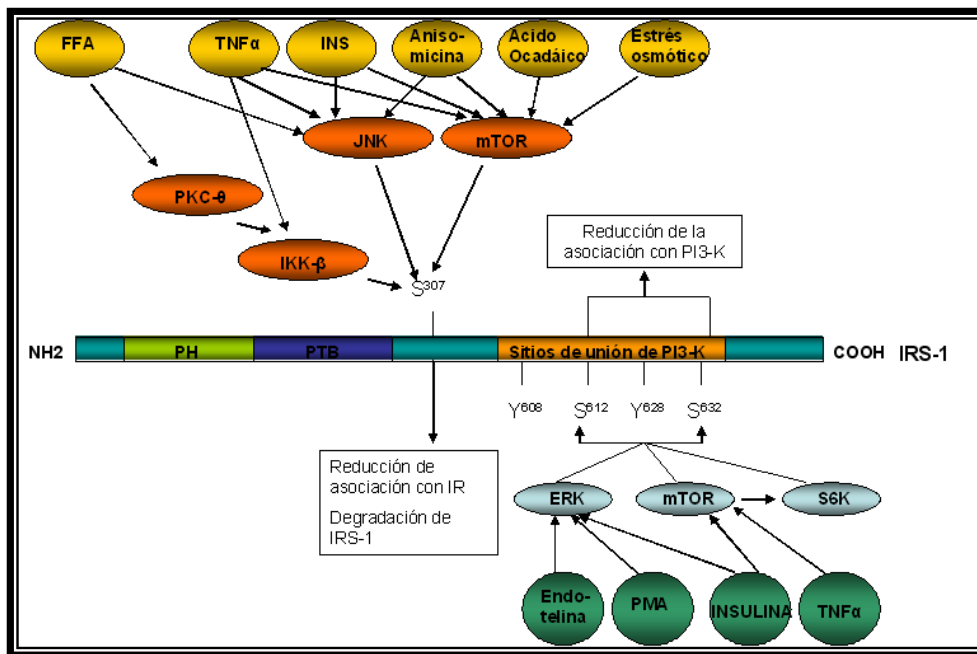 FFA
TNFα
INS
Aniso-
micina
Acido
Ocadáico
Estrés
osmótico
JNK
mTOR
PKC-θ
IKK-β
S307
Reducción de la
asociación con PI3-K
NH2
PH
PTB
Sitios de unión de PI3-K
COOH
IRS-1
Y608
S612
Y628
S632
Reducción de
asociación con IR
Degradación de
IRS-1
ERK
mTOR
S6K
Endo-
telina
PMA
INSULINA
TNFα